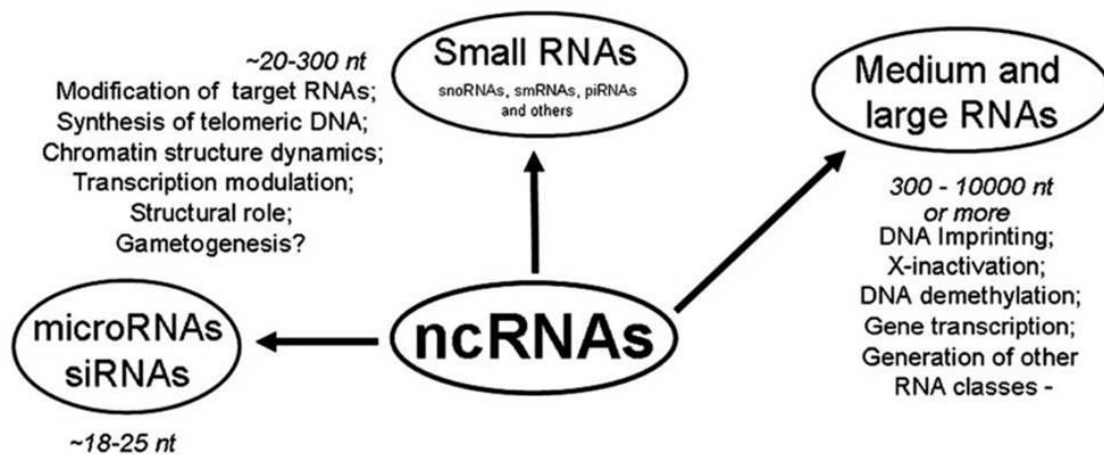 ~20-300 nt
Modification of target RNAs;
Synthesis of telomeric DNA;
Chromatin structure dynamics;
Transcription modulation;
Structural role;
Gametogenesis?
Small RNAs
snoRNAs, smRNAs, piRNAs
and others
Medium and
large RNAs
300 - 10000 nt
or more
DNA Imprinting;
X-inactivation;
DNA demethylation;
Gene transcription;
Generation of other
RNA classes -
microRNAs
siRNAs
~18-25 nt
ncRNAs